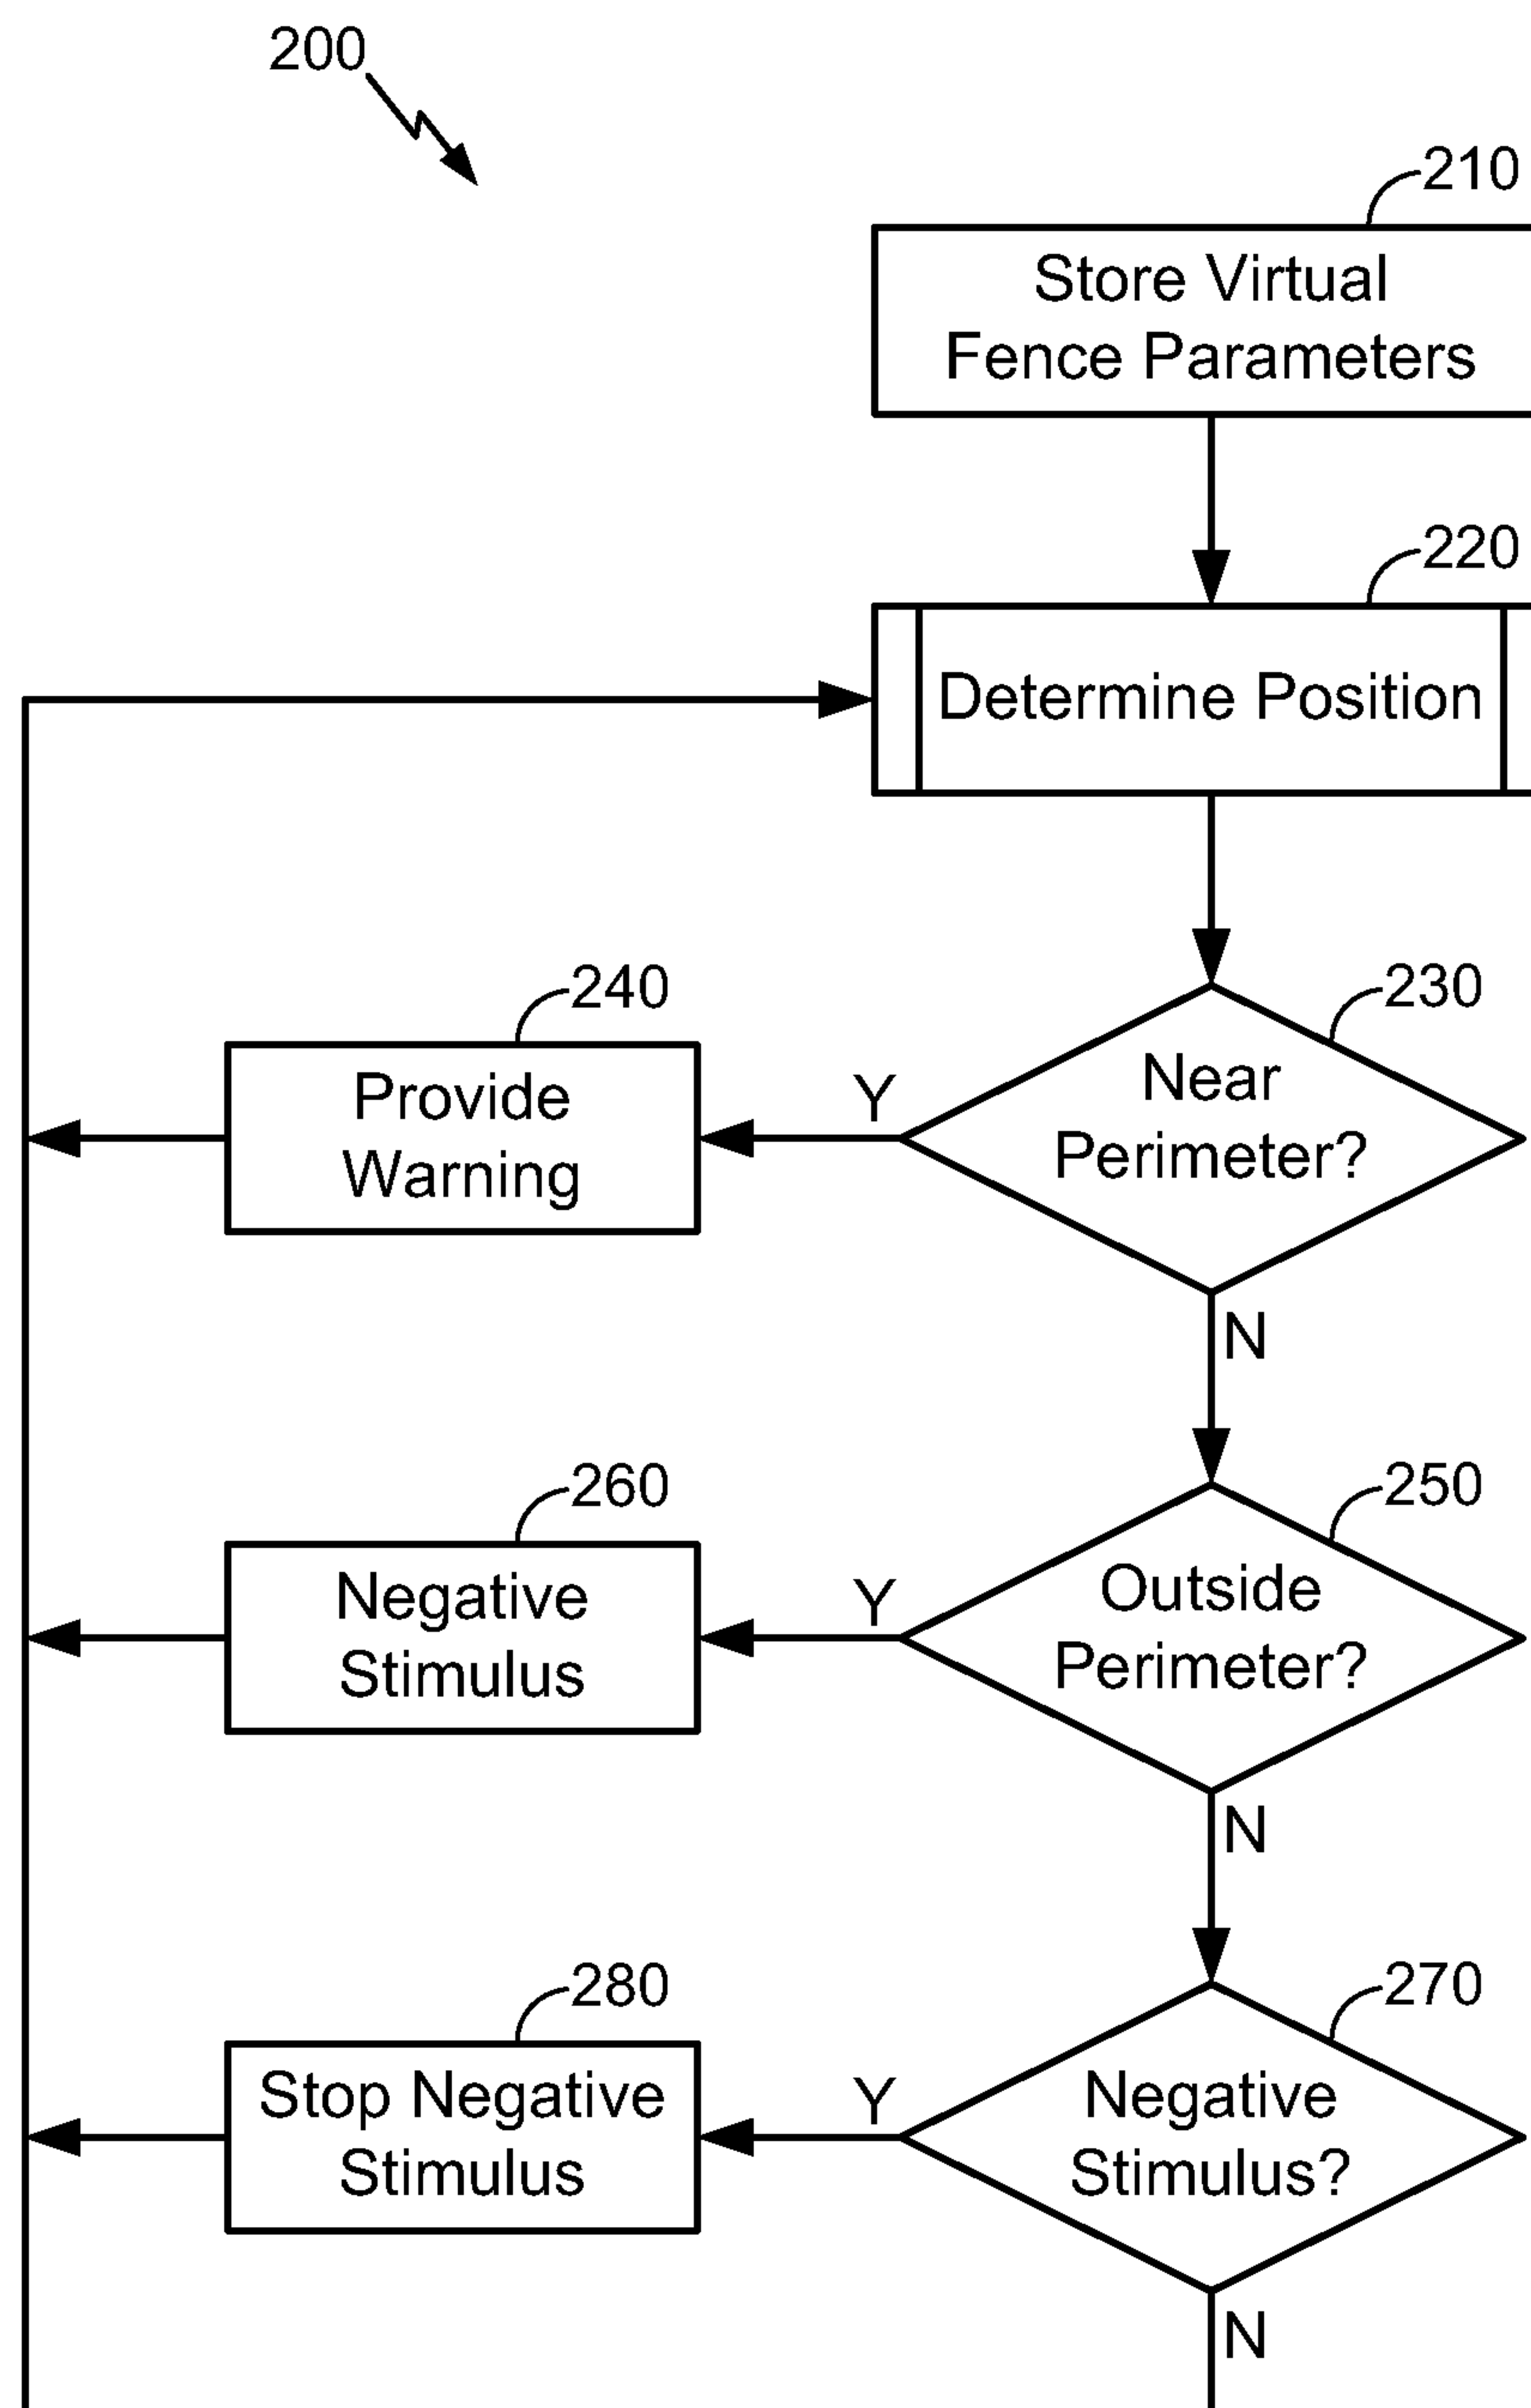 200
210
Store Virtual
Fence Parameters
220
Determine Position
230
Near
Perimeter?
Y
240
Provide
Warning
N
250
Outside
Perimeter?
Y
260
Negative
Stimulus
N
270
Negative
Stimulus?
Y
280
Stop Negative
Stimulus
N